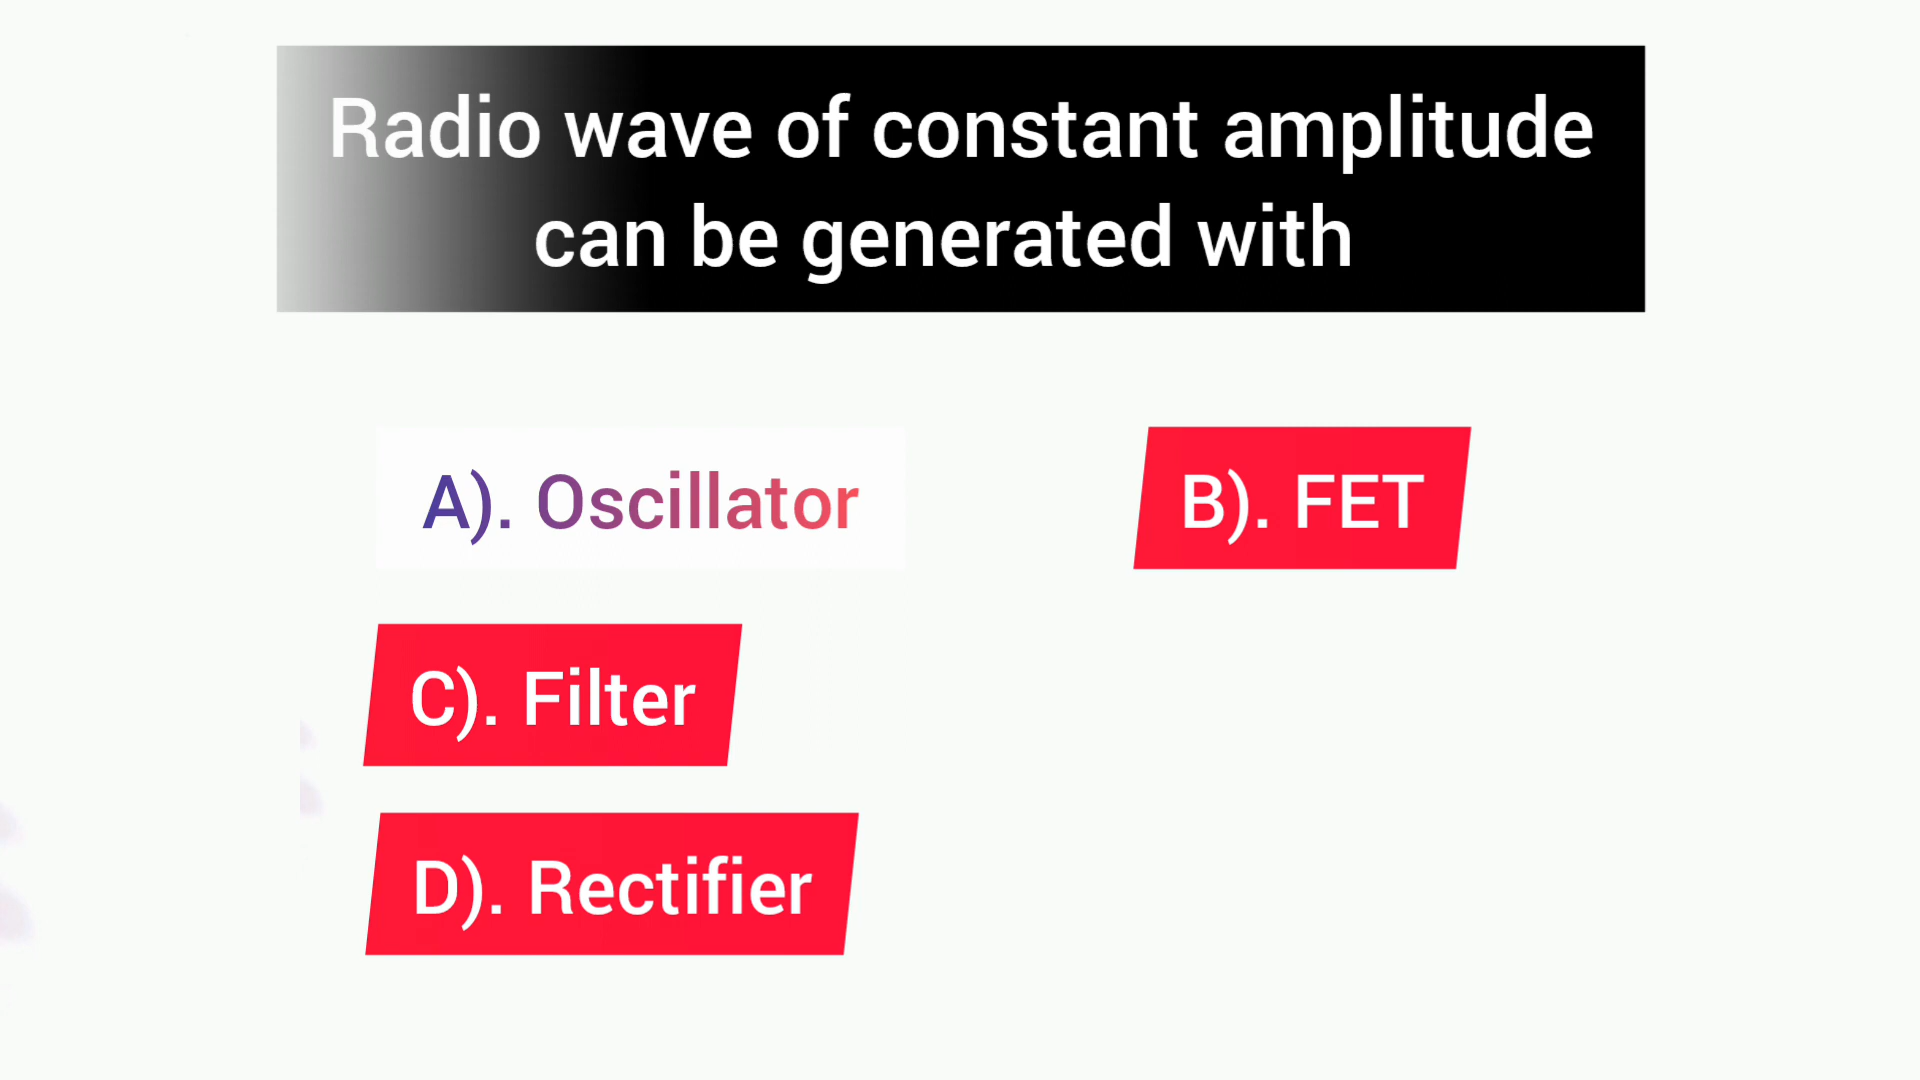 Radio wave of constant amplitude
can be generated with
A). Oscillator
B). FET
C). Filter
D). Rectifier